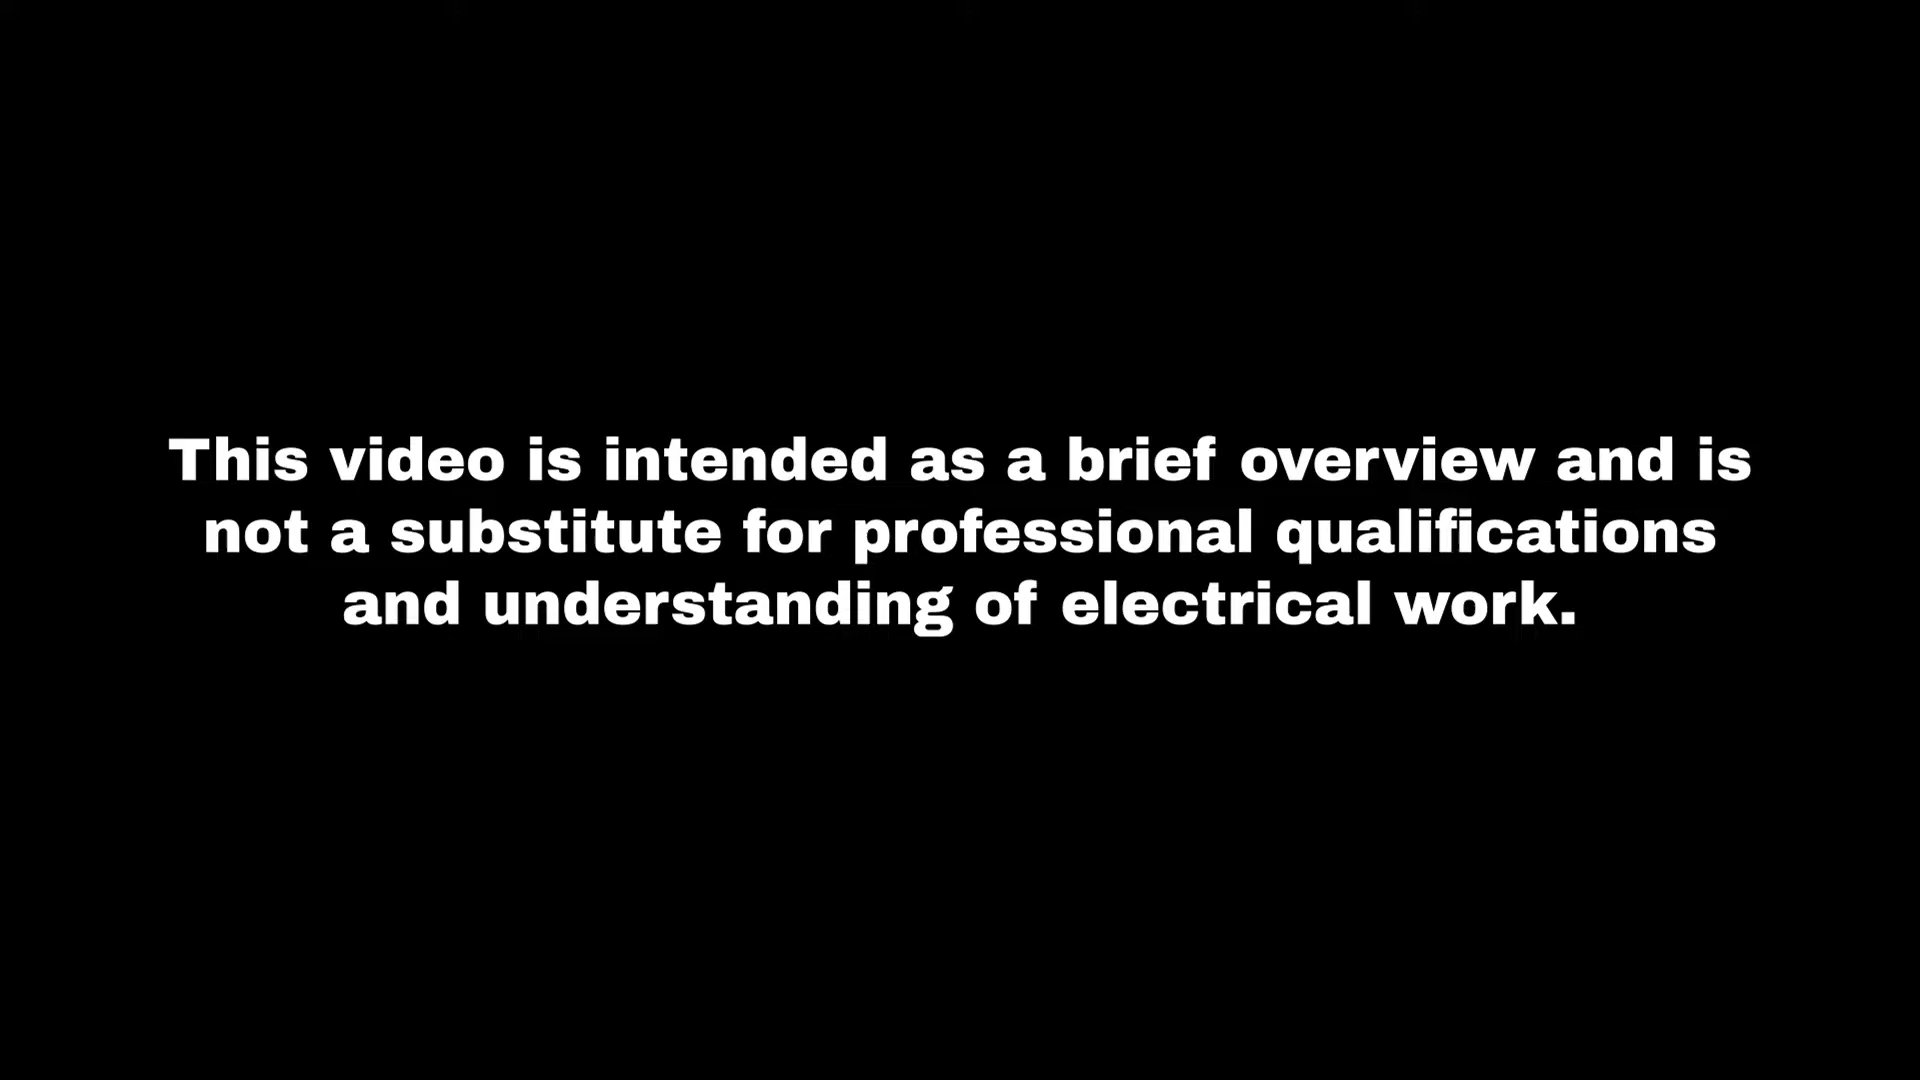 This video is intended as a brief overview and is
not a substitute for professional qualifications
and understanding of electrical work.